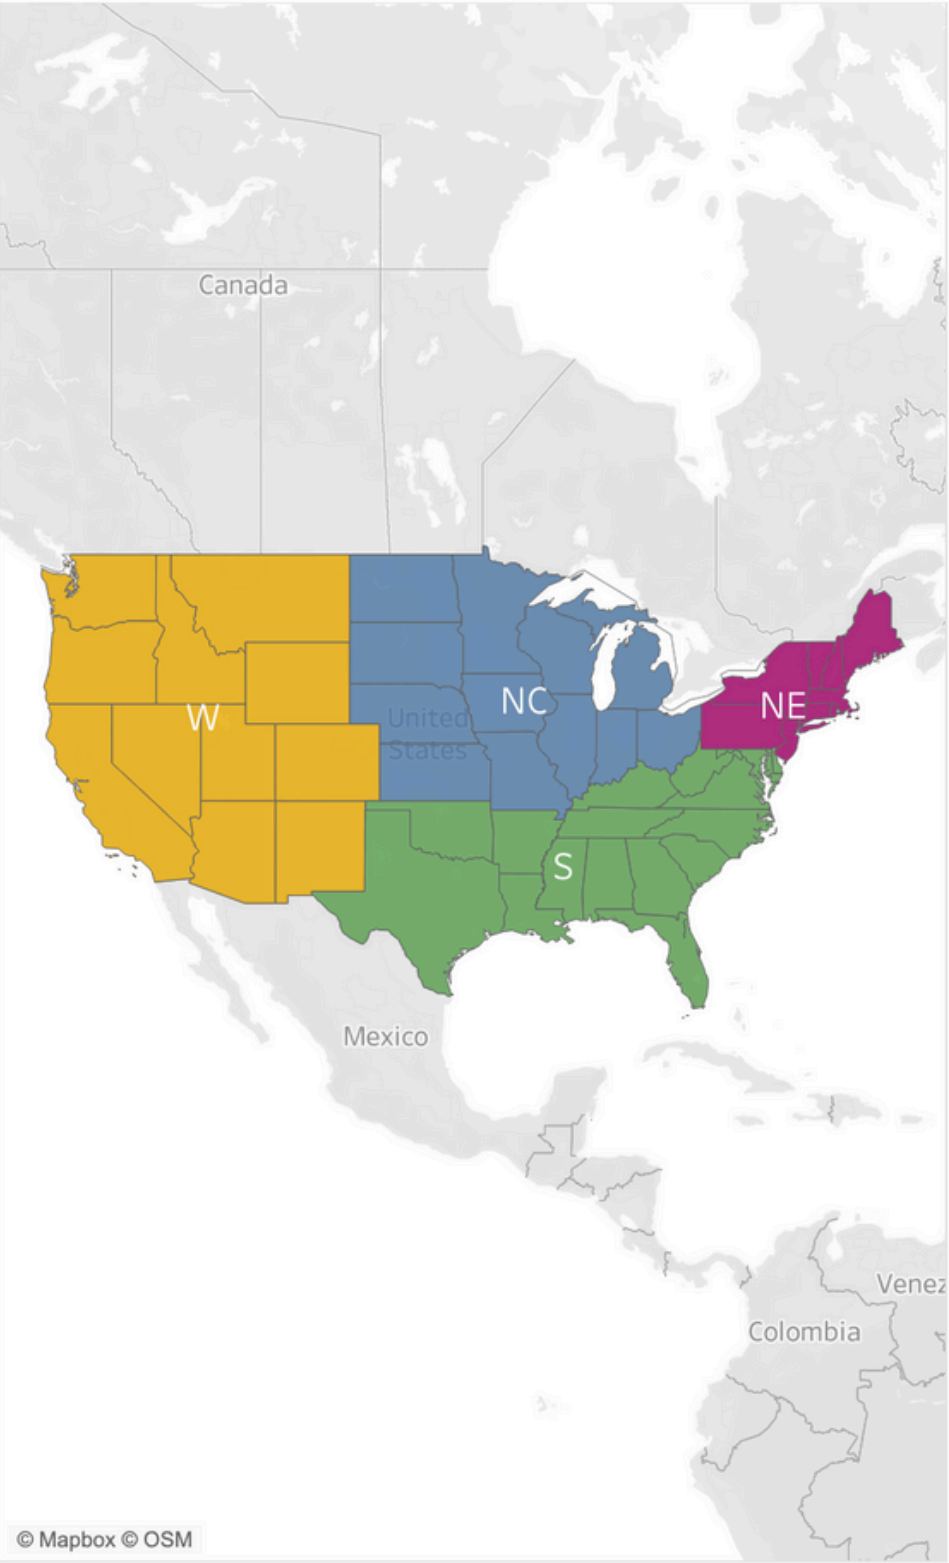 Canada
NC
NE
W
United
States
S
Mexico
Venez
Colombia
© Mapbox © OSM